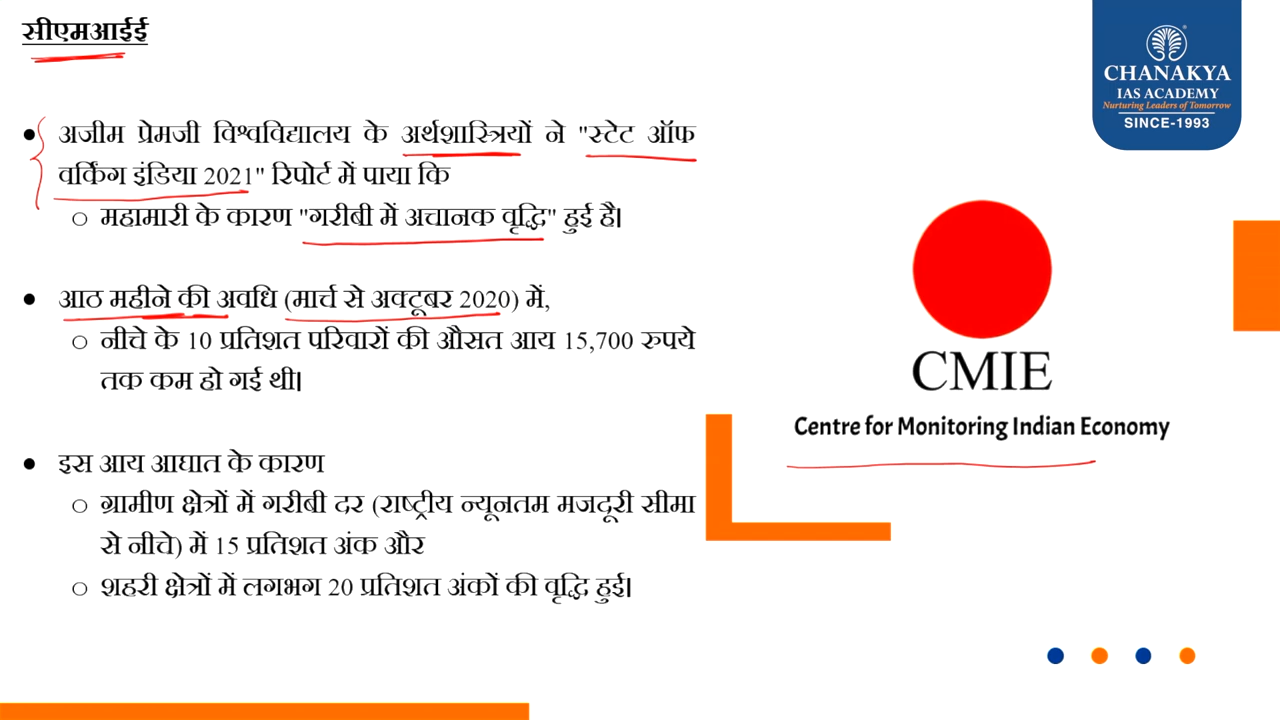 सीएमआईई
CHANAKYA
IAS ACADEMY
Nurturing Leaders of Tomorrow
SINCE-1993
• अजीम प्रेमजी विश्वविद्यालय के अर्थशास्त्रियों ने "स्टेट ऑफ
वर्किंग इंडिया 2021" रिपोर्ट में पाया कि
○ महामारी के कारण "गरीबी में अचानक वृद्धि" हुई है।
• आठ महीने की अवधि (मार्च से अक्टूबर 2020) में,
○ नीचे के 10 प्रतिशत परिवारों की औसत आय 15,700 रुपये
तक कम हो गई थी।
• इस आय आघात के कारण
○ ग्रामीण क्षेत्रों में गरीबी दर (राष्ट्रीय न्यूनतम मजदूरी सीमा
से नीचे) में 15 प्रतिशत अंक और
○ शहरी क्षेत्रों में लगभग 20 प्रतिशत अंकों की वृद्धि हुई।
CMIE
Centre for Monitoring Indian Economy